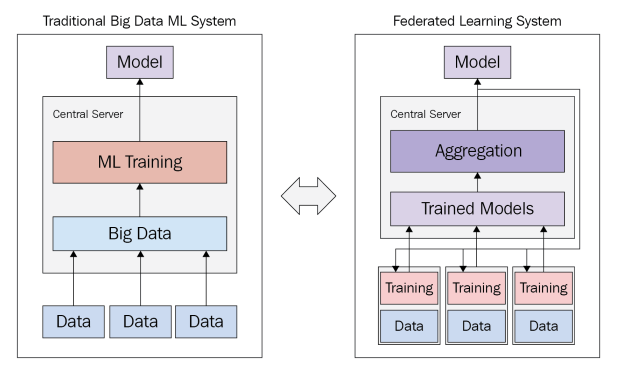 Traditional Big Data ML System
Model
Central Server
ML Training
Big Data
Data Data Data
Federated Learning System
Model
Central Server
Aggregation
Trained Models
Training Training Training
Data Data Data